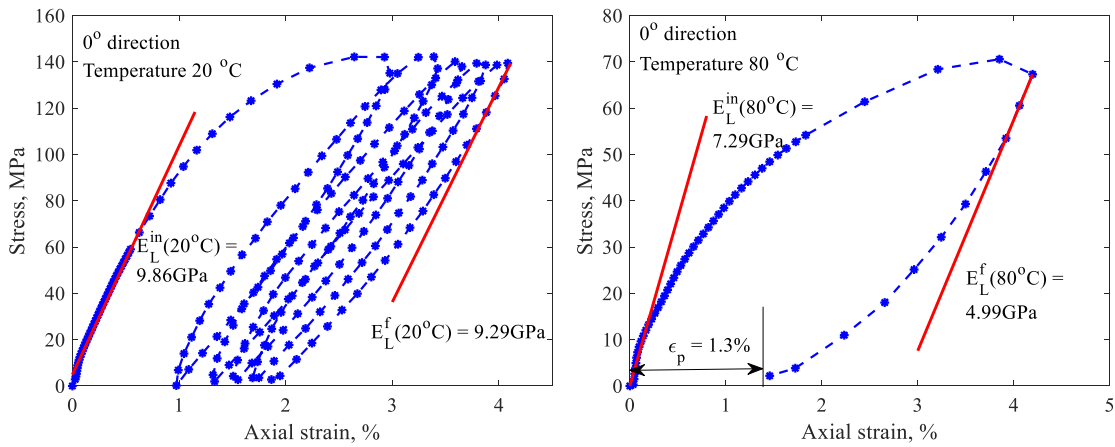 160
140
120
100
80
60
40
20
0
0
1
2
3
4
Stress, MPa
Axial strain, %
0° direction
Temperature 20 °C
E_L^in(20°C) =
9.86GPa
E_L^f(20°C) = 9.29GPa
80
70
60
50
40
30
20
10
0
0
1
2
3
4
5
Stress, MPa
Axial strain, %
0° direction
Temperature 80 °C
E_L^in(80°C) =
7.29GPa
E_L^f(80°C) =
4.99GPa
ϵ_p = 1.3%